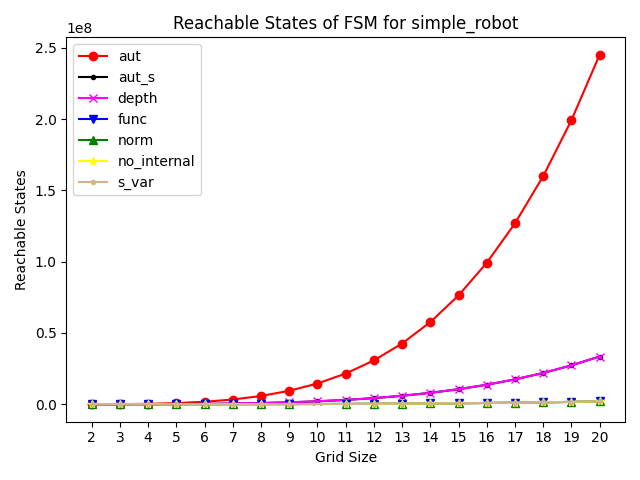 Reachable States of FSM for simple_robot
1e8
2.5
2.0
1.5
1.0
0.5
0.0
Reachable States
aut
aut_s
depth
func
norm
no_internal
s_var
2 3 4 5 6 7 8 9 10 11 12 13 14 15 16 17 18 19 20
Grid Size